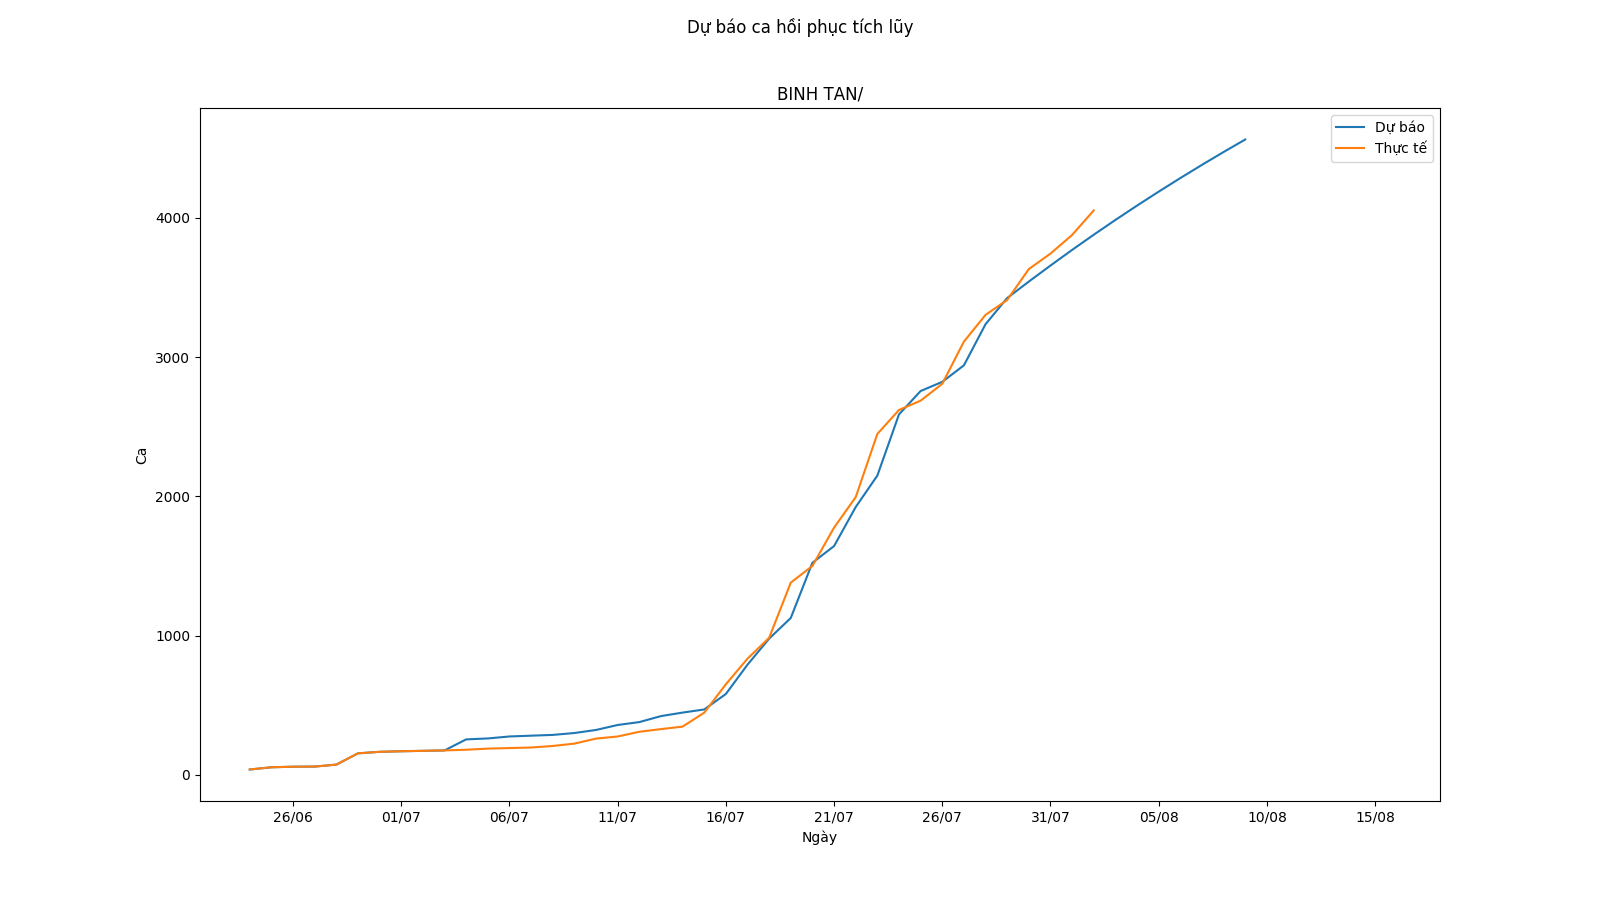 Dự báo ca hồi phục tích lũy
BINH TAN/
Dự báo
Thực tế
4000
3000
2000
1000
0
Ca
26/06 01/07 06/07 11/07 16/07 21/07 26/07 31/07 05/08 10/08 15/08
Ngày